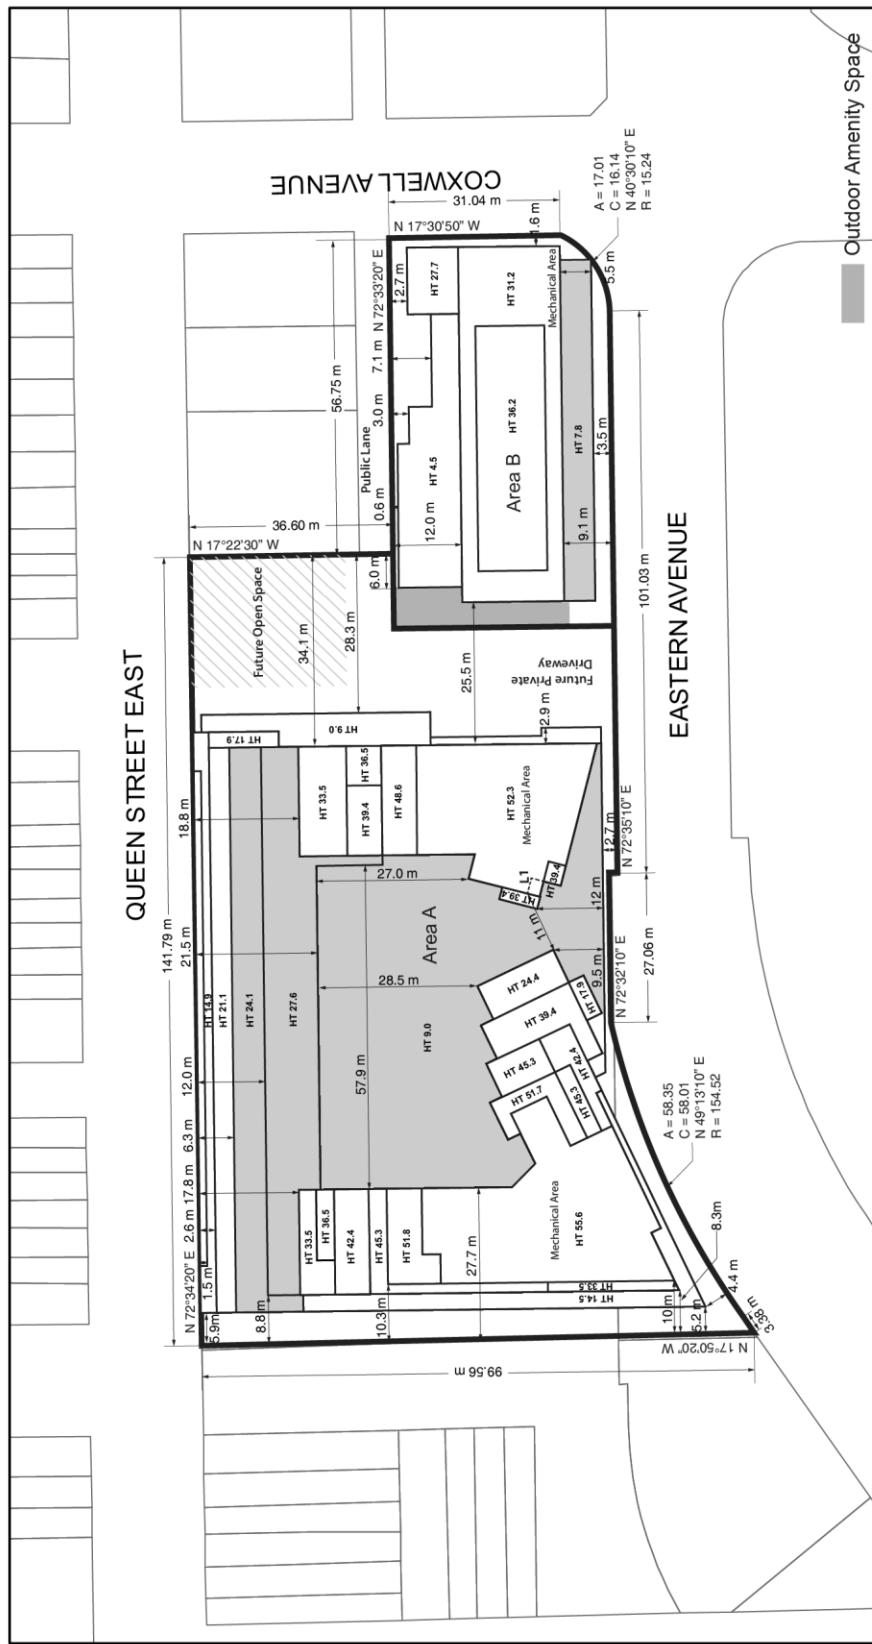 QUEEN STREET EAST
141.79 m
N 72°34'20" E
2.6 m
17.8 m
6.3 m
12.0 m
21.5 m
18.8 m
1.5 m
5.9m
8.8 m
10.3 m
HT 14.9
HT 21.1
HT 24.1
HT 27.6
HT 17.9
HT 9.0
HT 33.5
HT 36.5
HT 42.4
HT 45.3
HT 51.8
57.9 m
28.5 m
27.0 m
HT 9.0
Area A
HT 33.5
HT 39.4
HT 36.5
HT 48.6
HT 52.3
Mechanical Area
HT 39.4
L1
HT 39.4
11 m
12 m
9.5 m
HT 24.4
HT 39.4
HT 17.9
HT 45.3
HT 42.4
HT 51.7
HT 45.3
27.7 m
Mechanical Area
HT 55.6
HT 33.5
HT 14.5
10 m
5.2 m
8.3m
4.4 m
3.38 m
N 17°50'20" W
99.56 m
A = 58.35
C = 58.01
N 49°13'10" E
R = 154.52
N 72°32'10" E
27.06 m
2.7 m
N 72°35'10" E
2.9 m
Future Open Space
34.1 m
28.3 m
25.5 m
Future Private
Driveway
36.60 m
N 17°22'30" W
6.0 m
Public Lane
56.75 m
0.6 m
3.0 m
7.1 m
N 72°33'20" E
2.7 m
N 17°30'50" W
12.0 m
HT 4.5
HT 27.7
HT 31.2
Mechanical Area
HT 36.2
Area B
HT 7.8
9.1 m
3.5 m
5.5 m
1.6 m
31.04 m
COXWELL AVENUE
A = 17.01
C = 16.14
N 40°30'10" E
R = 15.24
101.03 m
EASTERN AVENUE
Outdoor Amenity Space